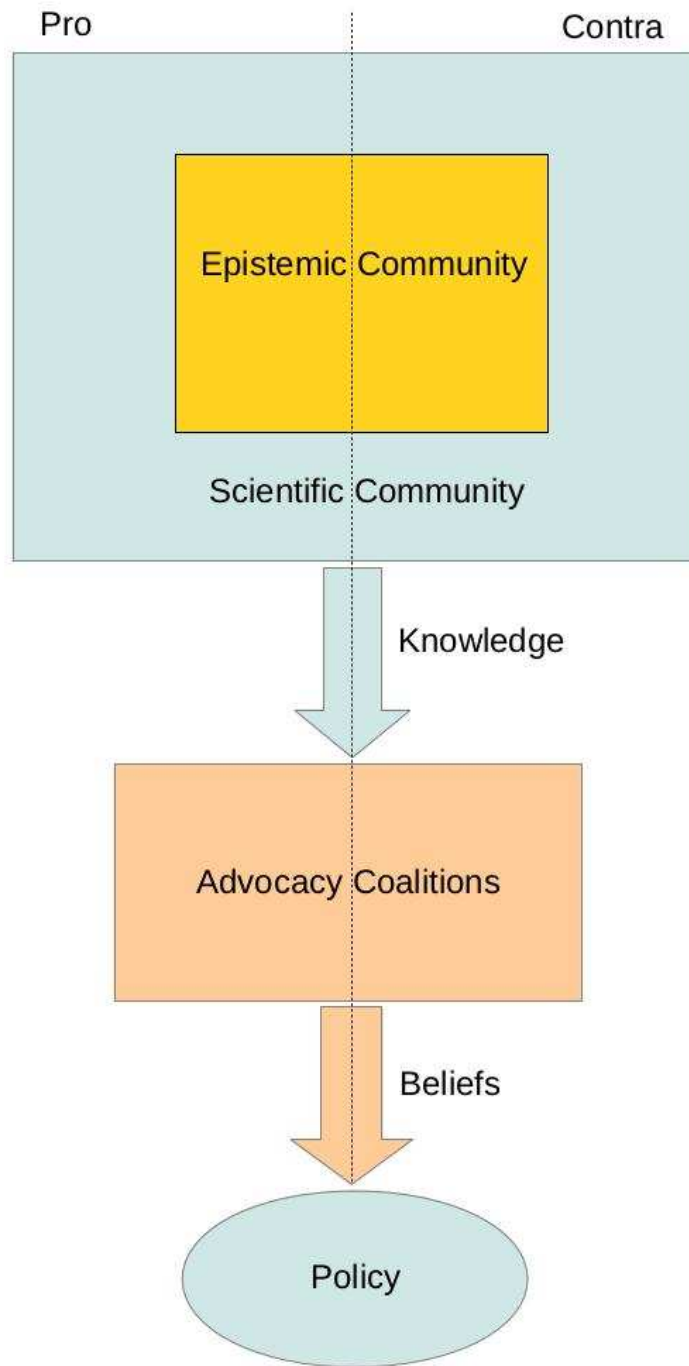 Pro
Contra
Epistemic Community
Scientific Community
Knowledge
Advocacy Coalitions
Beliefs
Policy